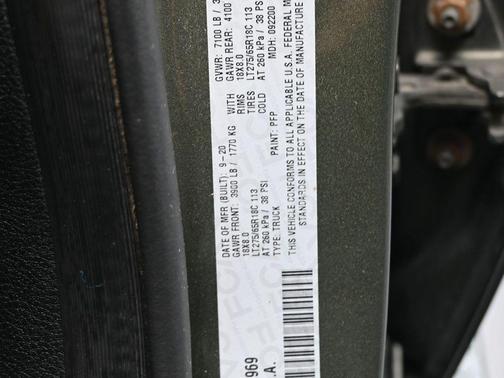 DATE OF MFR (BUILT): 9-20 GVWR: 7100 LB / 3
GAWR FRONT: 3900 LB / 1770 KG WITH GAWR REAR: 4100
18X8.0 RIMS 18X8.0
LT275/65R18C 113 TIRES LT275/65R18C 113
AT 260 kPa / 38 PSI COLD AT 260 kPa / 38 PS
TYPE: TRUCK PAINT: PFP MDH: 092200
THIS VEHICLE CONFORMS TO ALL APPLICABLE U.S.A. FEDERAL M
STANDARDS IN EFFECT ON THE DATE OF MANUFACTURE
969
.A.